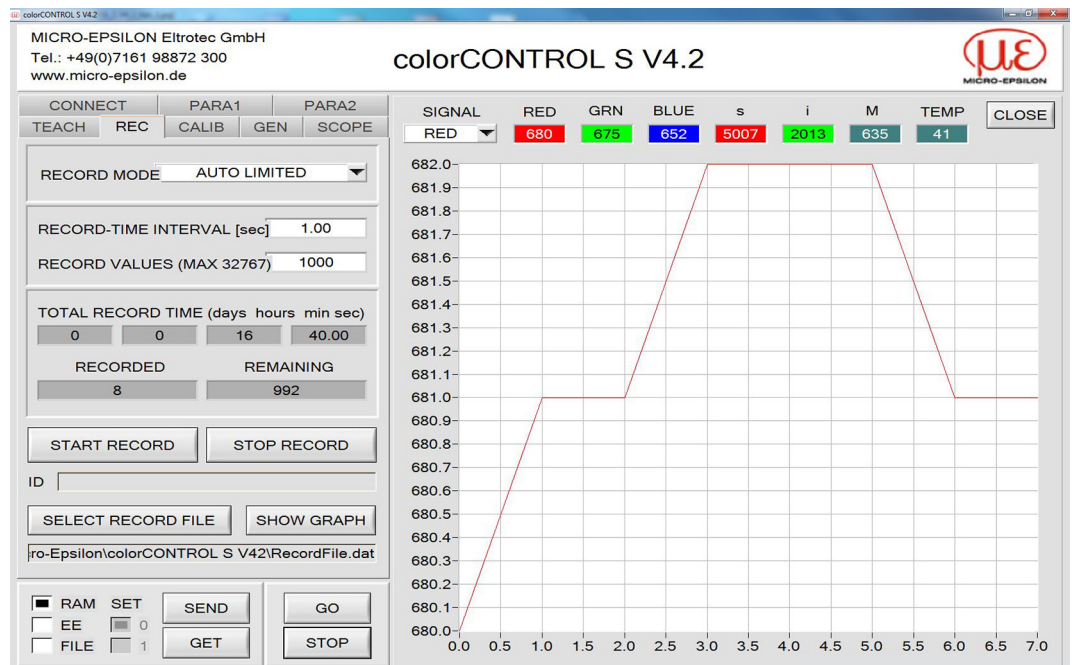 colorCONTROL S V4.2
MICRO-EPSILON Eltrotec GmbH
Tel.: +49(0)7161 98872 300
www.micro-epsilon.de
colorCONTROL S V4.2
με
MICRO-EPSILON
CONNECT PARA1 PARA2
TEACH REC CALIB GEN SCOPE
RECORD MODE AUTO LIMITED
RECORD-TIME INTERVAL [sec] 1.00
RECORD VALUES (MAX 32767) 1000
TOTAL RECORD TIME (days hours min sec)
0 0 16 40.00
RECORDED REMAINING
8 992
START RECORD STOP RECORD
ID
SELECT RECORD FILE SHOW GRAPH
ro-Epsilon\colorCONTROL S V42\RecordFile.dat
RAM SET SEND GO
EE 0
FILE 1 GET STOP
SIGNAL RED GRN BLUE s i M TEMP CLOSE
RED 680 675 652 5007 2013 635 41
682.0
681.9
681.8
681.7
681.6
681.5
681.4
681.3
681.2
681.1
681.0
680.9
680.8
680.7
680.6
680.5
680.4
680.3
680.2
680.1
680.0
0.0 0.5 1.0 1.5 2.0 2.5 3.0 3.5 4.0 4.5 5.0 5.5 6.0 6.5 7.0